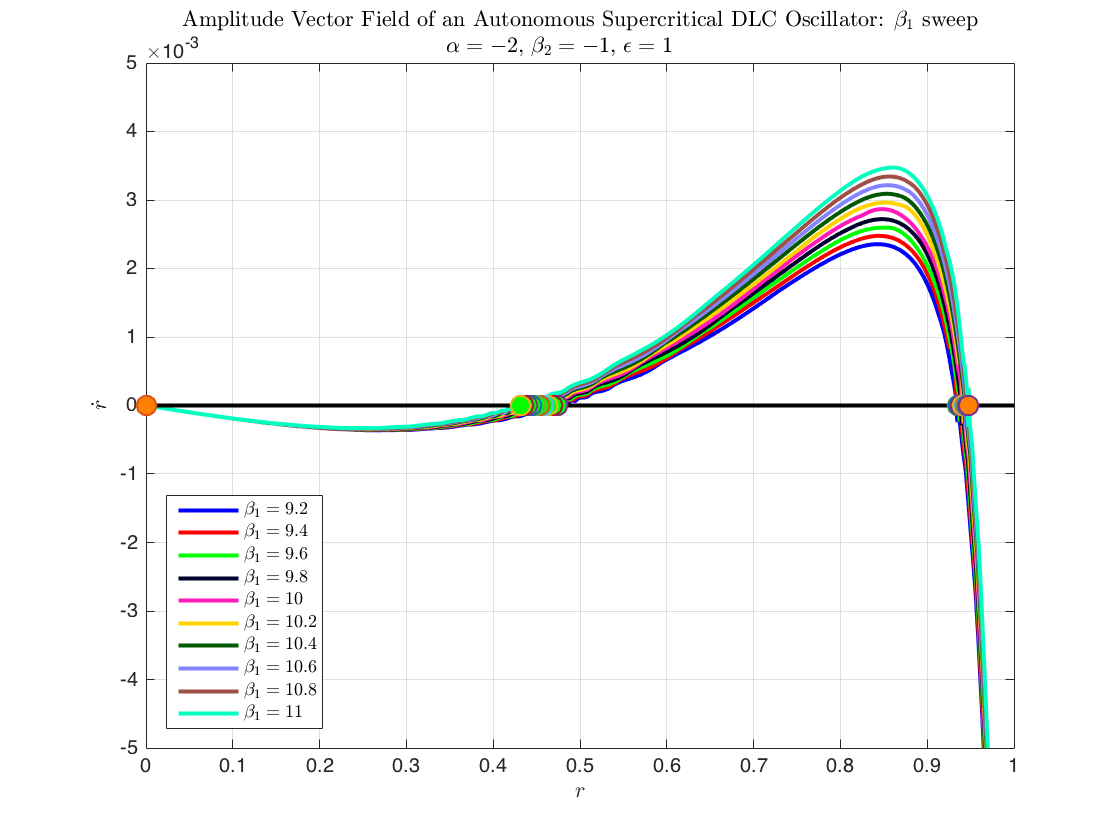 Amplitude Vector Field of an Autonomous Supercritical DLC Oscillator: β₁ sweep
α = −2, β₂ = −1, ϵ = 1
×10⁻³
5
4
3
2
1
0
-1
-2
-3
-4
-5
ṙ
β₁ = 9.2
β₁ = 9.4
β₁ = 9.6
β₁ = 9.8
β₁ = 10
β₁ = 10.2
β₁ = 10.4
β₁ = 10.6
β₁ = 10.8
β₁ = 11
0 0.1 0.2 0.3 0.4 0.5 0.6 0.7 0.8 0.9 1
r